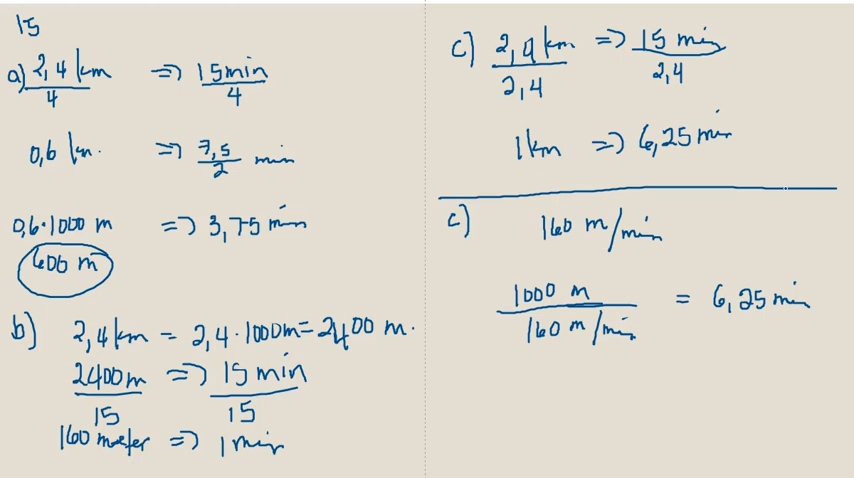 15
a) 2,4 km / 4 => 15 min / 4
0,6 km. => 7,5 / 2 min
0,6·1000 m => 3,75 min
600 m
b) 2,4 km = 2,4·1000m = 2400 m.
2400m / 15 => 15 min / 15
160 meter => 1 min
c) 2,4 km / 2,4 => 15 min / 2,4
1 km => 6,25 min
c) 160 m/min
1000 m / 160 m/min = 6,25 min